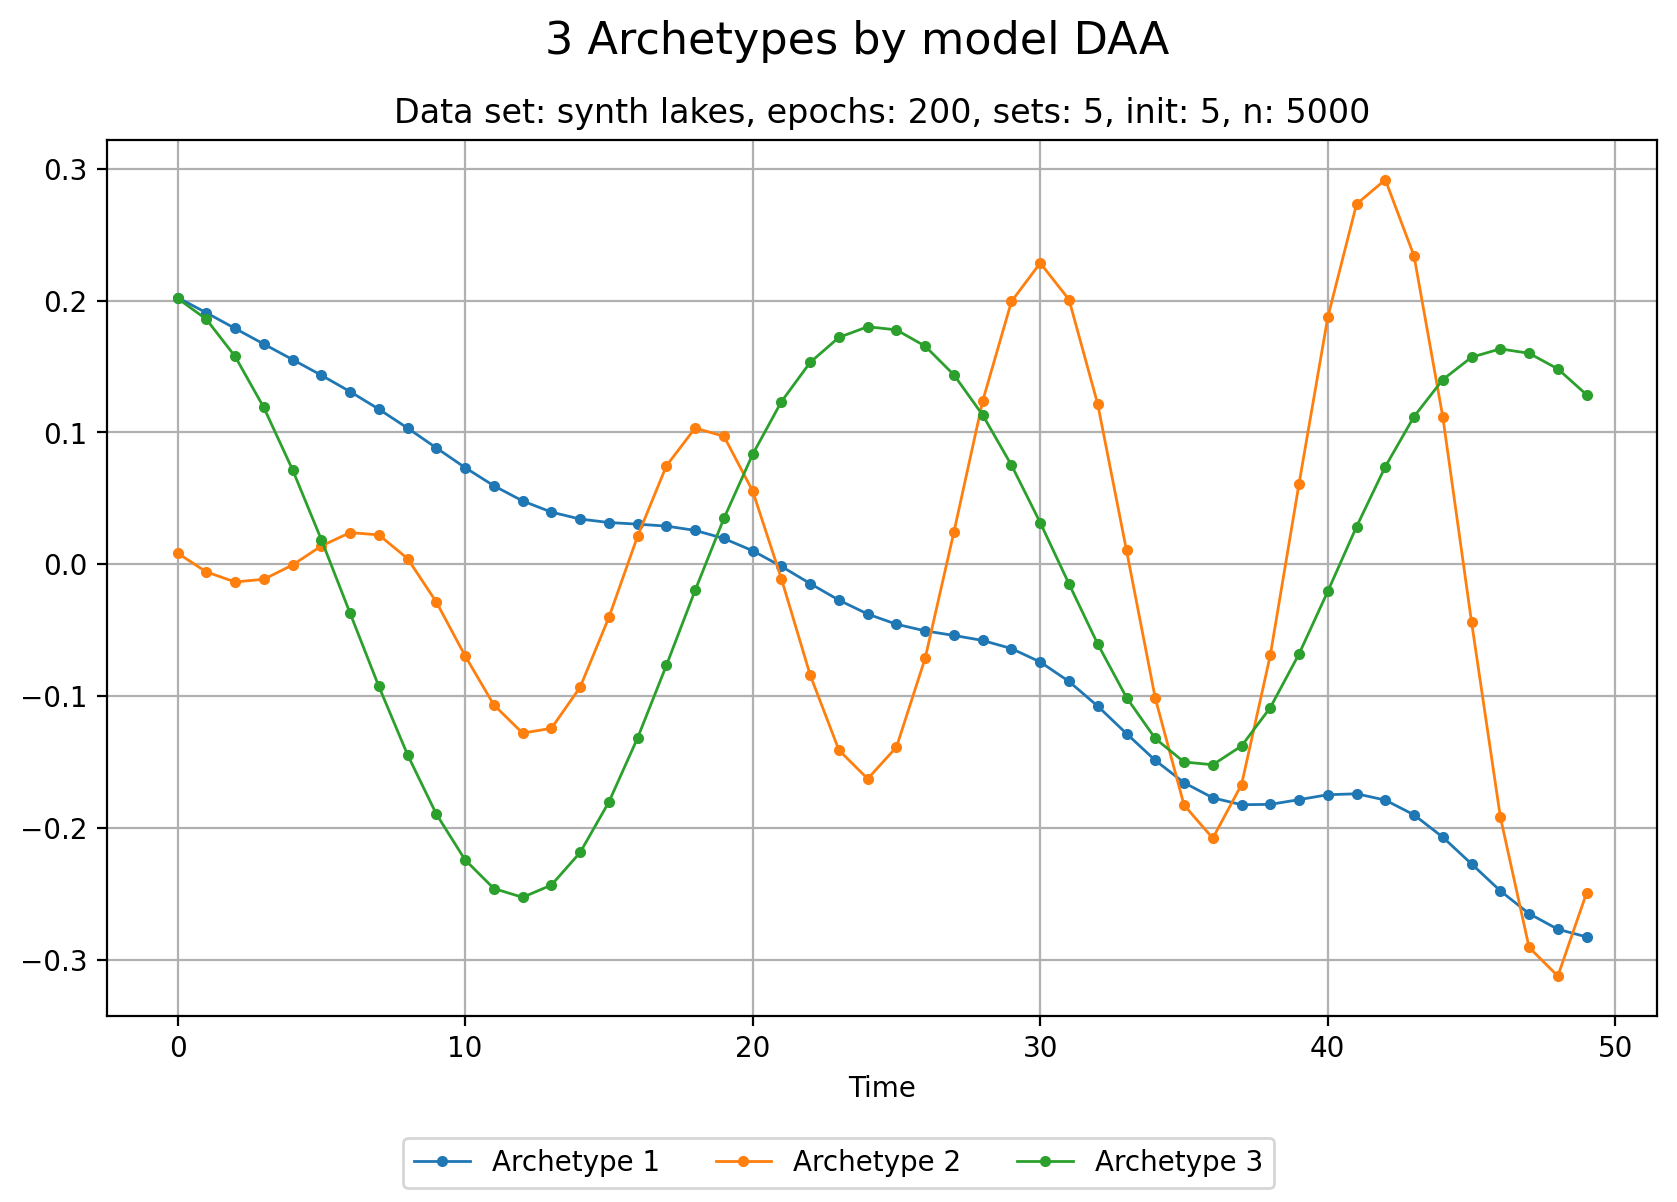 3 Archetypes by model DAA
Data set: synth lakes, epochs: 200, sets: 5, init: 5, n: 5000
0.3
0.2
0.1
0.0
−0.1
−0.2
−0.3
0 10 20 30 40 50
Time
Archetype 1 Archetype 2 Archetype 3